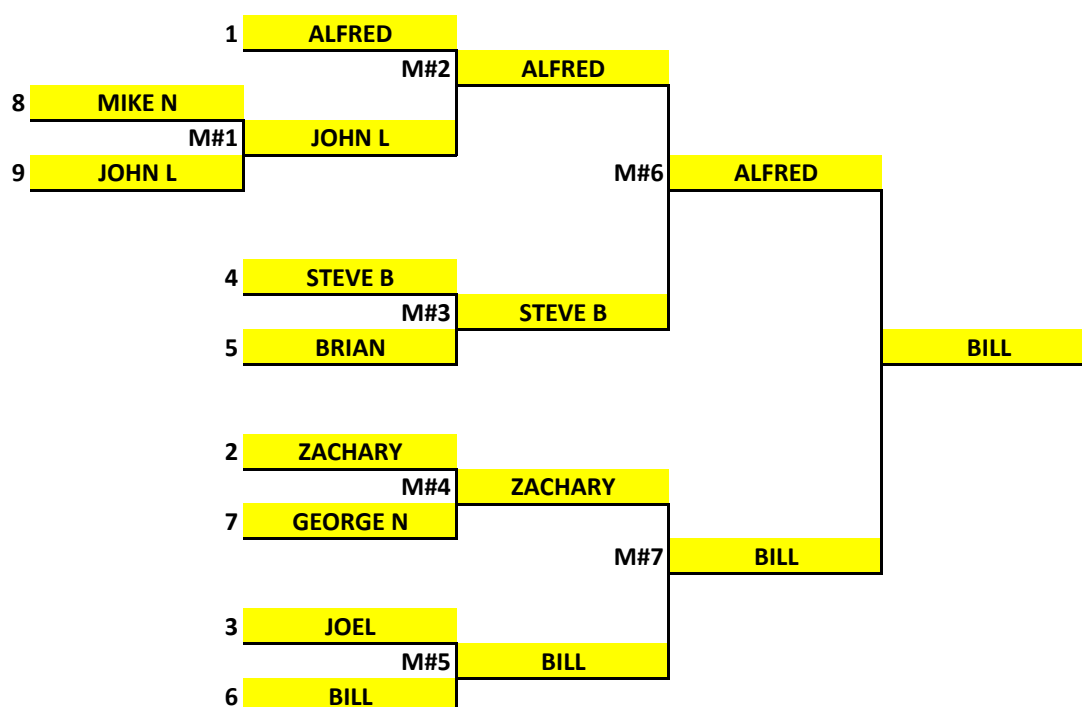 1 ALFRED
M#2 ALFRED
8 MIKE N
M#1 JOHN L
9 JOHN L
M#6 ALFRED
4 STEVE B
M#3 STEVE B
5 BRIAN
BILL
2 ZACHARY
M#4 ZACHARY
7 GEORGE N
M#7 BILL
3 JOEL
M#5 BILL
6 BILL